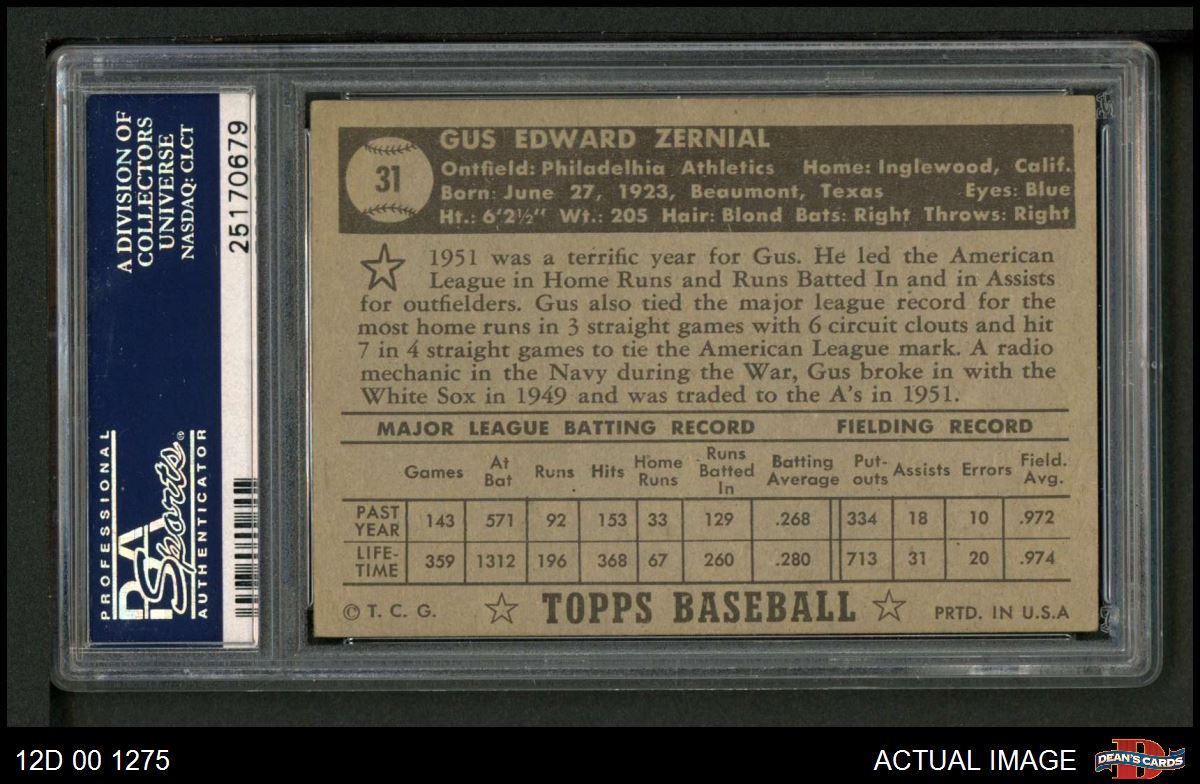 A DIVISION OF
COLLECTORS
UNIVERSE
NASDAQ: CLCT
25170679
PROFESSIONAL
PSA
Sports®
AUTHENTICATOR
31
GUS EDWARD ZERNIAL
Ontfield: Philadelhia Athletics Home: Inglewood, Calif.
Born: June 27, 1923, Beaumont, Texas Eyes: Blue
Ht.: 6'2½" Wt.: 205 Hair: Blond Bats: Right Throws: Right
1951 was a terrific year for Gus. He led the American
League in Home Runs and Runs Batted In and in Assists
for outfielders. Gus also tied the major league record for the
most home runs in 3 straight games with 6 circuit clouts and hit
7 in 4 straight games to tie the American League mark. A radio
mechanic in the Navy during the War, Gus broke in with the
White Sox in 1949 and was traded to the A's in 1951.
MAJOR LEAGUE BATTING RECORD FIELDING RECORD
Games At Bat Runs Hits Home Runs Runs Batted In Batting Average Put-outs Assists Errors Field. Avg.
PAST YEAR 143 571 92 153 33 129 .268 334 18 10 .972
LIFE-TIME 359 1312 196 368 67 260 .280 713 31 20 .974
© T. C. G. ☆ TOPPS BASEBALL ☆ PRTD. IN U.S.A
12D 00 1275
ACTUAL IMAGE
DEAN'S CARDS